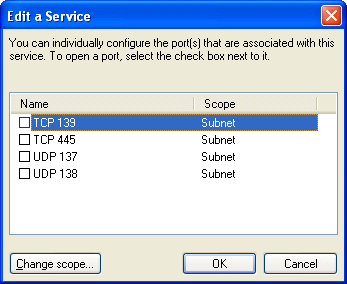 Edit a Service
You can individually configure the port(s) that are associated with this
service. To open a port, select the check box next to it.
Name Scope
TCP 139 Subnet
TCP 445 Subnet
UDP 137 Subnet
UDP 138 Subnet
Change scope... OK Cancel